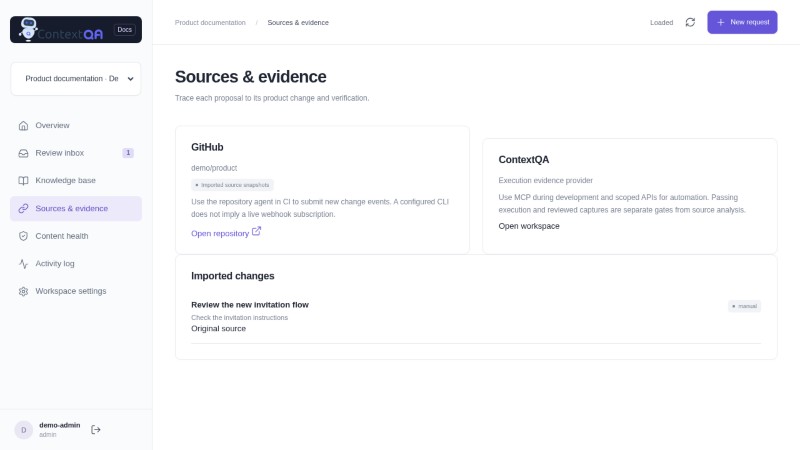 ContextQA
Docs
Product documentation · De
Overview
Review inbox
1
Knowledge base
Sources & evidence
Content health
Activity log
Workspace settings
D
demo-admin
admin
Product documentation / Sources & evidence
Loaded
New request
Sources & evidence
Trace each proposal to its product change and verification.
GitHub
demo/product
Imported source snapshots
Use the repository agent in CI to submit new change events. A configured CLI
does not imply a live webhook subscription.
Open repository
ContextQA
Execution evidence provider
Use MCP during development and scoped APIs for automation. Passing
execution and reviewed captures are separate gates from source analysis.
Open workspace
Imported changes
Review the new invitation flow
manual
Check the invitation instructions
Original source